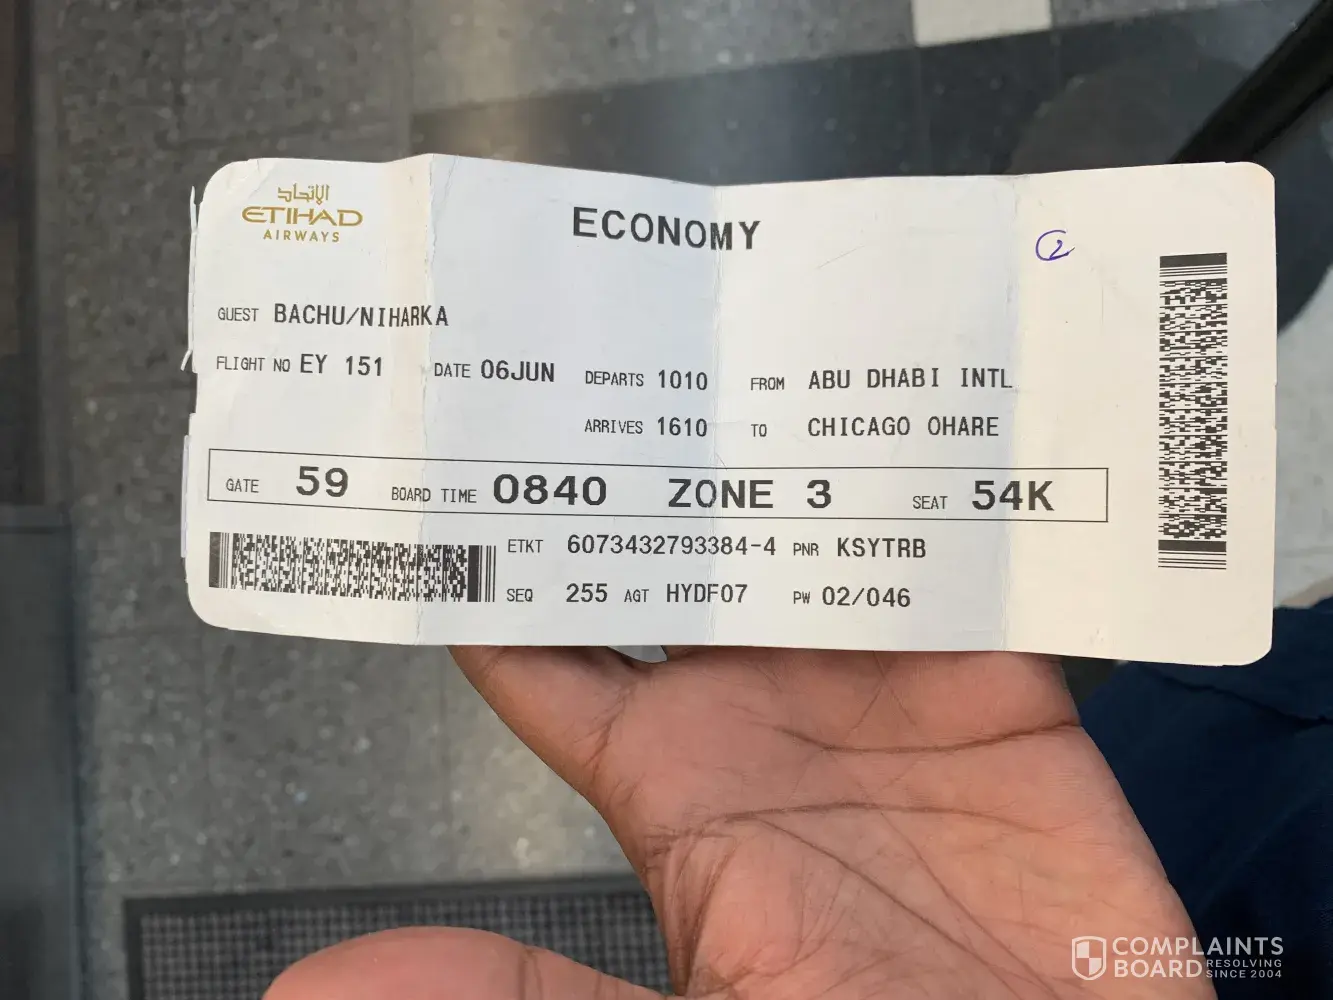 الإتحاد
ETIHAD
AIRWAYS
ECONOMY
2
GUEST BACHU/NIHARKA
FLIGHT NO EY 151 DATE 06JUN DEPARTS 1010 FROM ABU DHABI INTL
ARRIVES 1610 TO CHICAGO OHARE
GATE 59 BOARD TIME 0840 ZONE 3 SEAT 54K
ETKT 6073432793384-4 PNR KSYTRB
SEQ 255 AGT HYDF07 PW 02/046
COMPLAINTS
BOARD RESOLVING
SINCE 2004